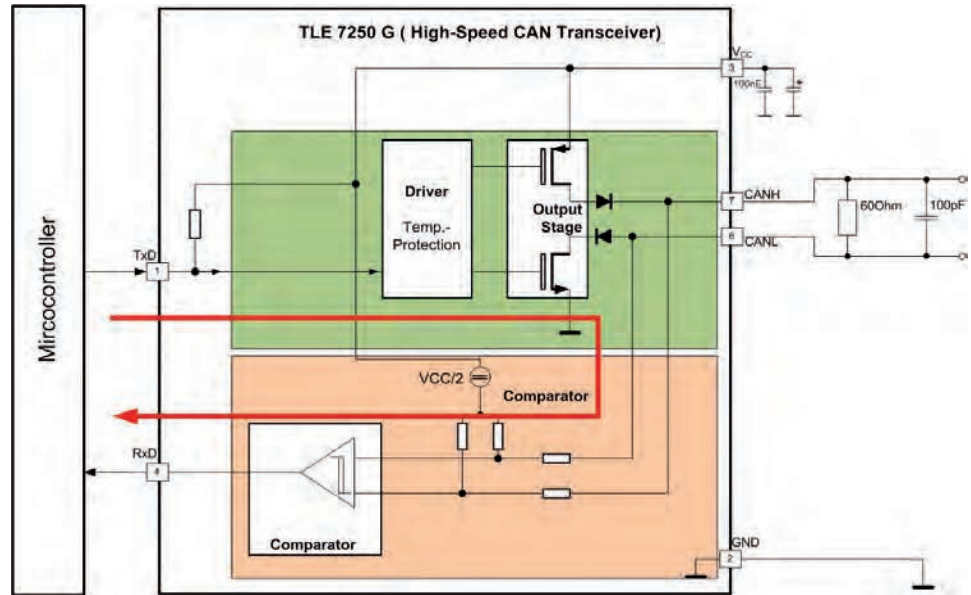 TLE 7250 G ( High-Speed CAN Transceiver)
VCC
3
100nF
Driver
Temp.-
Protection
Output
Stage
7
CANH
6
CANL
60Ohm
100pF
TxD
1
Mircocontroller
VCC/2
Comparator
RxD
4
Comparator
GND
2